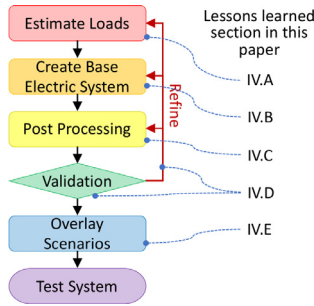 Estimate Loads
Create Base
Electric System
Post Processing
Validation
Overlay
Scenarios
Test System
Refine
Lessons learned
section in this
paper
IV.A
IV.B
IV.C
IV.D
IV.E